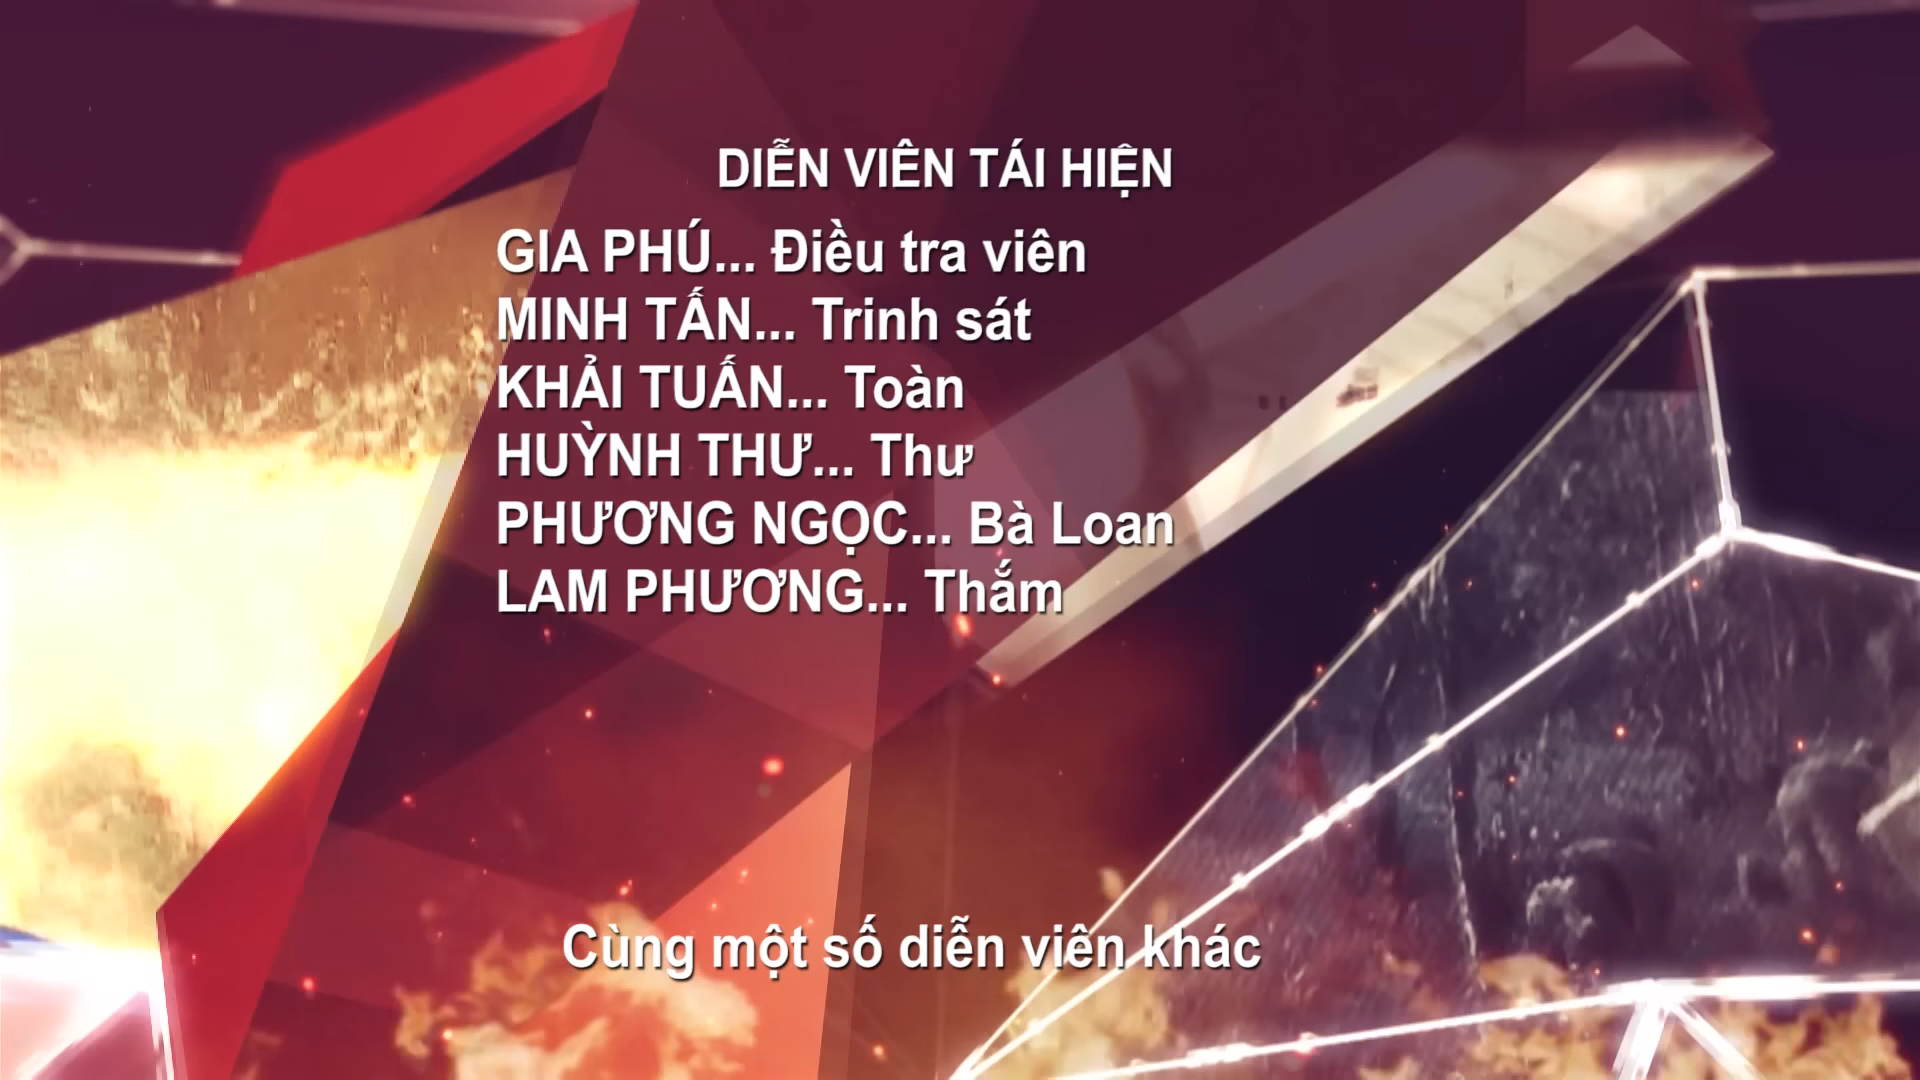 DIỄN VIÊN TÁI HIỆN
GIA PHÚ... Điều tra viên
MINH TẤN... Trinh sát
KHẢI TUẤN... Toàn
HUỲNH THƯ... Thư
PHƯƠNG NGỌC... Bà Loan
LAM PHƯƠNG... Thắm
Cùng một số diễn viên khác